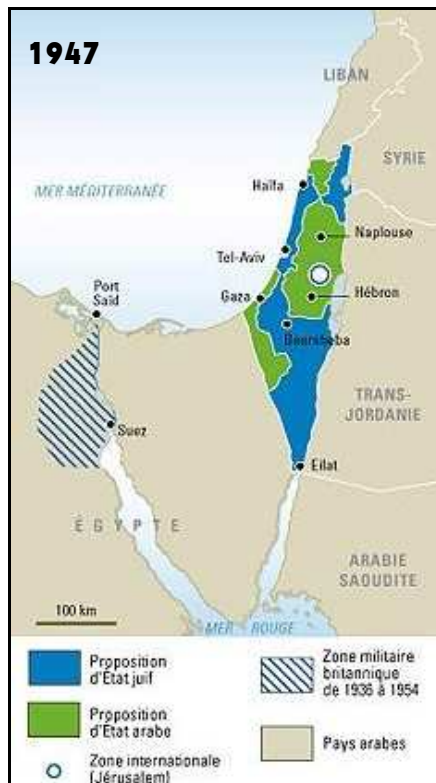 1947
LIBAN
SYRIE
MER MÉDITERRANÉE
Haïfa
Naplouse
Tel-Aviv
Port
Saïd
Gaza
Hébron
Beersheba
TRANS-
JORDANIE
Suez
Eilat
ÉGYPTE
ARABIE
SAOUDITE
100 km
MER ROUGE
Proposition
d'État juif
Zone militaire
britannique
de 1936 à 1954
Proposition
d'État arabe
Pays arabes
Zone internationale
(Jérusalem)